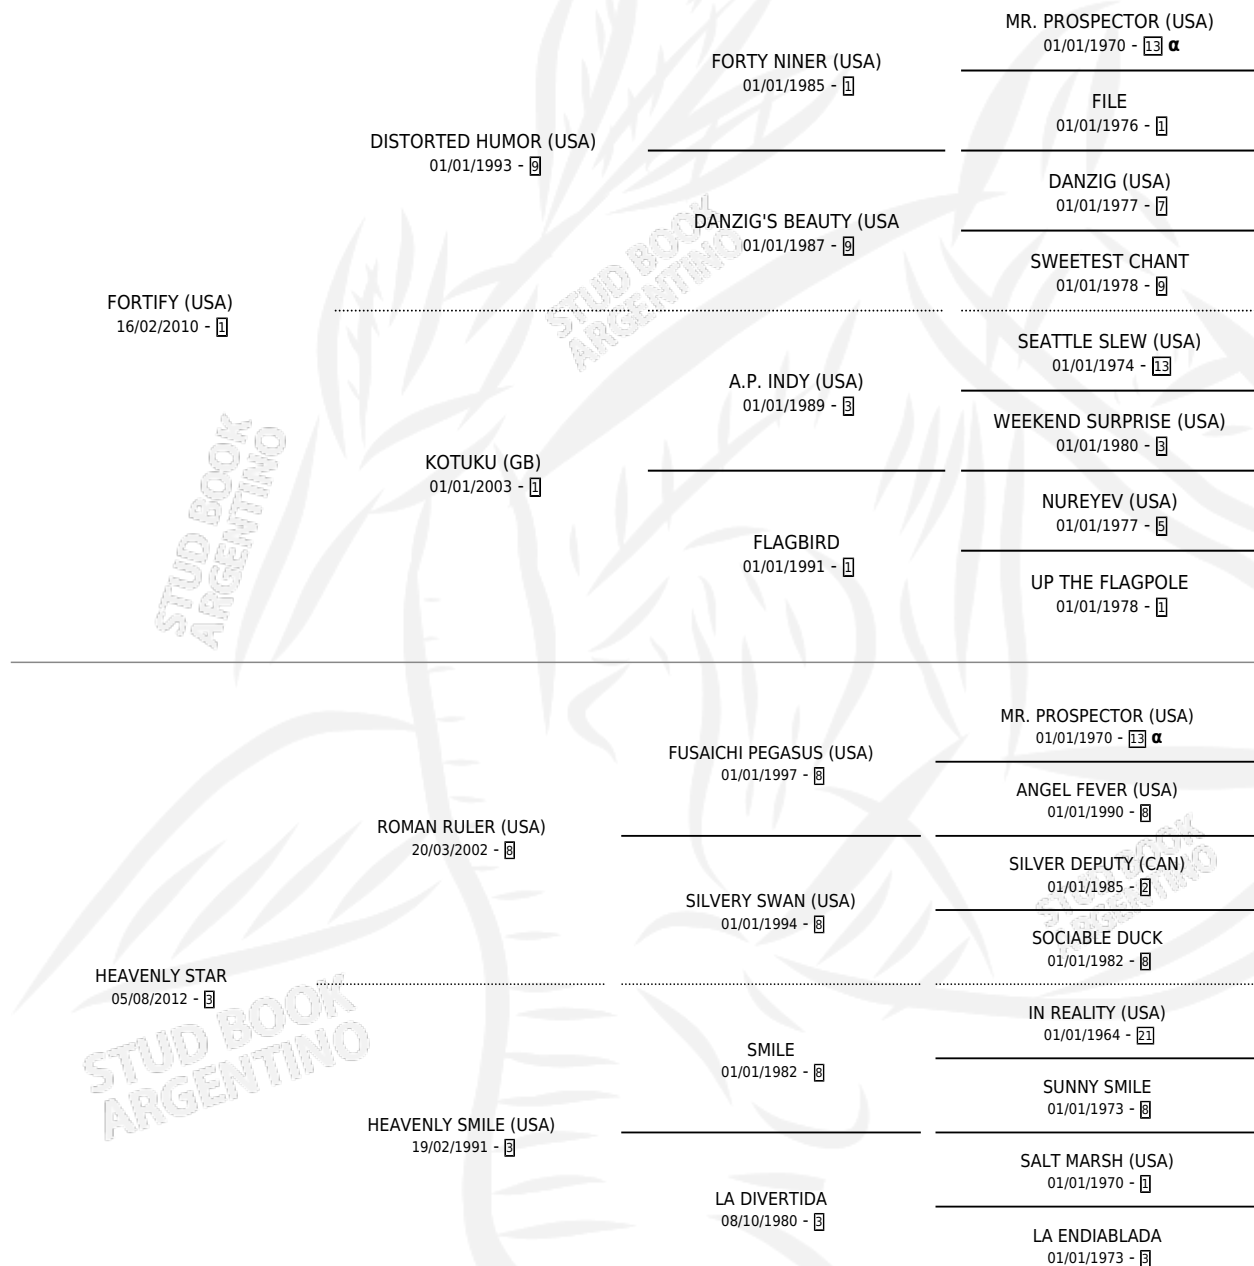 MR. PROSPECTOR (USA)
01/01/1970 - 13 α
FORTY NINER (USA)
01/01/1985 - 1
FILE
01/01/1976 - 1
DISTORTED HUMOR (USA)
01/01/1993 - 9
DANZIG (USA)
01/01/1977 - 7
DANZIG'S BEAUTY (USA
01/01/1987 - 9
SWEETEST CHANT
01/01/1978 - 9
FORTIFY (USA)
16/02/2010 - 1
SEATTLE SLEW (USA)
01/01/1974 - 13
A.P. INDY (USA)
01/01/1989 - 3
WEEKEND SURPRISE (USA)
01/01/1980 - 3
KOTUKU (GB)
01/01/2003 - 1
NUREYEV (USA)
01/01/1977 - 5
FLAGBIRD
01/01/1991 - 1
UP THE FLAGPOLE
01/01/1978 - 1
MR. PROSPECTOR (USA)
01/01/1970 - 13 α
FUSAICHI PEGASUS (USA)
01/01/1997 - 8
ANGEL FEVER (USA)
01/01/1990 - 8
ROMAN RULER (USA)
20/03/2002 - 8
SILVER DEPUTY (CAN)
01/01/1985 - 2
SILVERY SWAN (USA)
01/01/1994 - 8
SOCIABLE DUCK
01/01/1982 - 8
HEAVENLY STAR
05/08/2012 - 3
IN REALITY (USA)
01/01/1964 - 21
SMILE
01/01/1982 - 8
SUNNY SMILE
01/01/1973 - 8
HEAVENLY SMILE (USA)
19/02/1991 - 3
SALT MARSH (USA)
01/01/1970 - 1
LA DIVERTIDA
08/10/1980 - 3
LA ENDIABLADA
01/01/1973 - 3
STUD BOOK
ARGENTINO
STUD BOOK
ARGENTINO
STUD BOOK
ARGENTINO
STUD BOOK
ARGENTINO